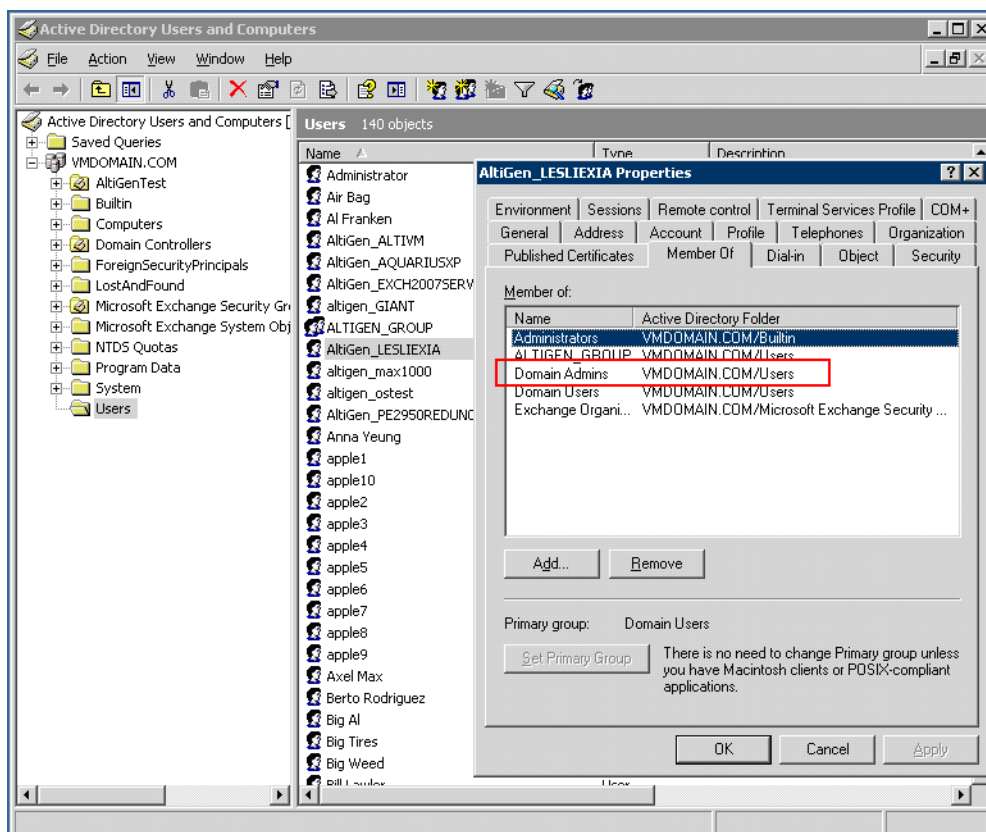 Active Directory Users and Computers
File Action View Window Help
Active Directory Users and Computers [
Saved Queries
VMDOMAIN.COM
AltiGenTest
Builtin
Computers
Domain Controllers
ForeignSecurityPrincipals
LostAndFound
Microsoft Exchange Security Gr
Microsoft Exchange System Obj
NTDS Quotas
Program Data
System
Users
Users 140 objects
Name Type Description
Administrator
Air Bag
Al Franken
AltiGen_ALTIVM
AltiGen_AQUARIUSXP
AltiGen_EXCH2007SERV
altigen_GIANT
ALTIGEN_GROUP
AltiGen_LESLIEXIA
altigen_max1000
altigen_ostest
AltiGen_PE2950REDUNC
Anna Yeung
apple1
apple10
apple2
apple3
apple4
apple5
apple6
apple7
apple8
apple9
Axel Max
Berto Rodriguez
Big Al
Big Tires
Big Weed
Bill Lawler User
AltiGen_LESLIEXIA Properties
Environment Sessions Remote control Terminal Services Profile COM+
General Address Account Profile Telephones Organization
Published Certificates Member Of Dial-in Object Security
Member of:
Name Active Directory Folder
Administrators VMDOMAIN.COM/Builtin
ALTIGEN_GROUP VMDOMAIN.COM/Users
Domain Admins VMDOMAIN.COM/Users
Domain Users VMDOMAIN.COM/Users
Exchange Organi... VMDOMAIN.COM/Microsoft Exchange Security ...
Add... Remove
Primary group: Domain Users
Set Primary Group
There is no need to change Primary group unless
you have Macintosh clients or POSIX-compliant
applications.
OK Cancel Apply